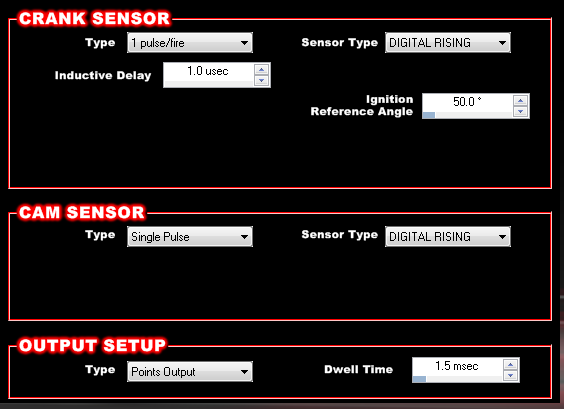 CRANK SENSOR
Type 1 pulse/fire Sensor Type DIGITAL RISING
Inductive Delay 1.0 usec
Ignition
Reference Angle 50.0 °
CAM SENSOR
Type Single Pulse Sensor Type DIGITAL RISING
OUTPUT SETUP
Type Points Output Dwell Time 1.5 msec